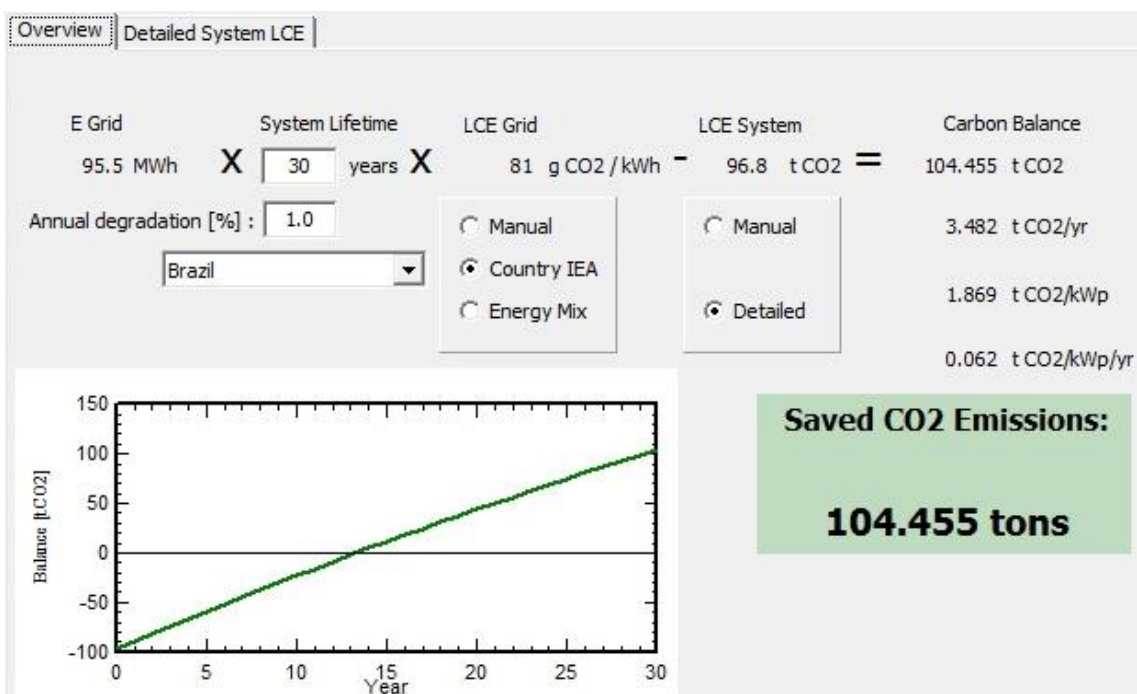 Overview Detailed System LCE
E Grid System Lifetime LCE Grid LCE System Carbon Balance
95.5 MWh X 30 years X 81 g CO2 / kWh - 96.8 t CO2 = 104.455 t CO2
Annual degradation [%] : 1.0 Manual Manual 3.482 t CO2/yr
Brazil Country IEA
1.869 t CO2/kWp
Energy Mix Detailed
0.062 t CO2/kWp/yr
Saved CO2 Emissions:
104.455 tons
150
100
50
0
-50
-100
Balance [tCO2]
0 5 10 15 20 25 30
Year